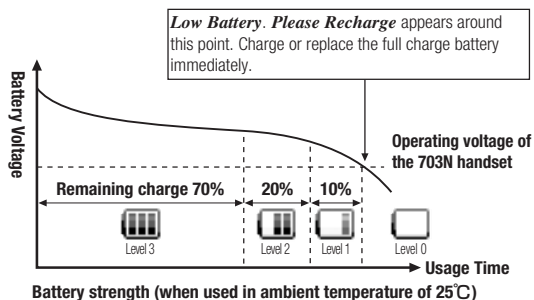 Low Battery. Please Recharge appears around
this point. Charge or replace the full charge battery
immediately.
Battery Voltage
Operating voltage of
the 703N handset
Remaining charge 70% 20% 10%
Level 3 Level 2 Level 1 Level 0
Usage Time
Battery strength (when used in ambient temperature of 25℃)